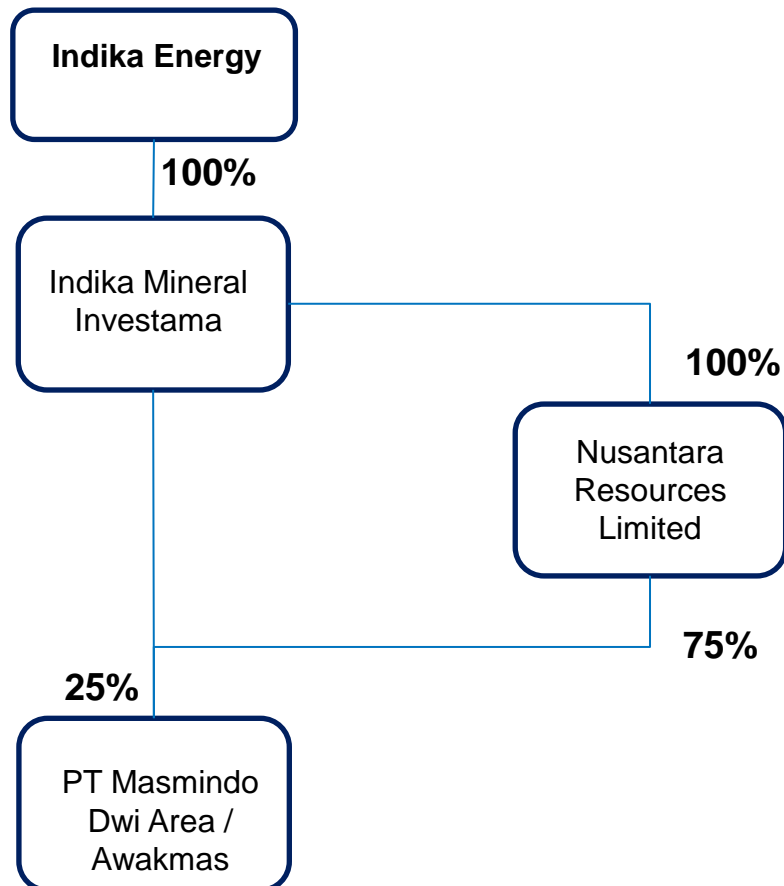 Indika Energy
100%
Indika Mineral
Investama
100%
Nusantara
Resources
Limited
75%
25%
PT Masmindo
Dwi Area /
Awakmas